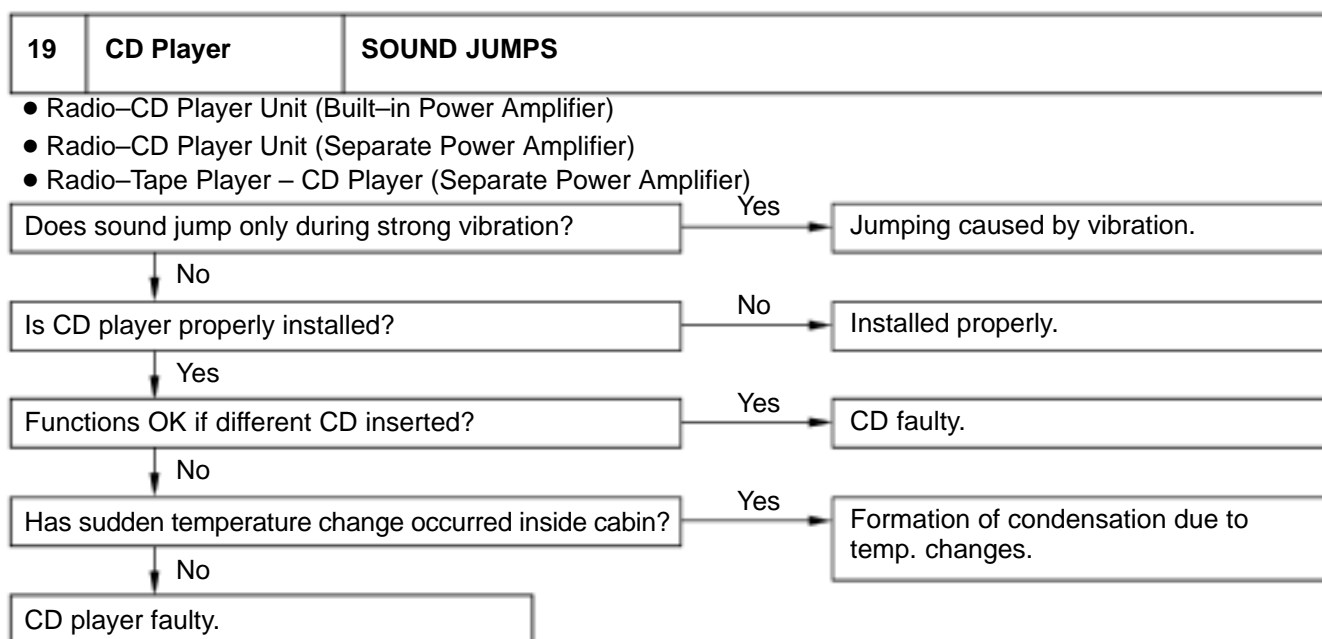 19 CD Player SOUND JUMPS
● Radio–CD Player Unit (Built–in Power Amplifier)
● Radio–CD Player Unit (Separate Power Amplifier)
● Radio–Tape Player – CD Player (Separate Power Amplifier)
Does sound jump only during strong vibration?
Yes
Jumping caused by vibration.
No
Is CD player properly installed?
No
Installed properly.
Yes
Functions OK if different CD inserted?
Yes
CD faulty.
No
Has sudden temperature change occurred inside cabin?
Yes
Formation of condensation due to
temp. changes.
No
CD player faulty.